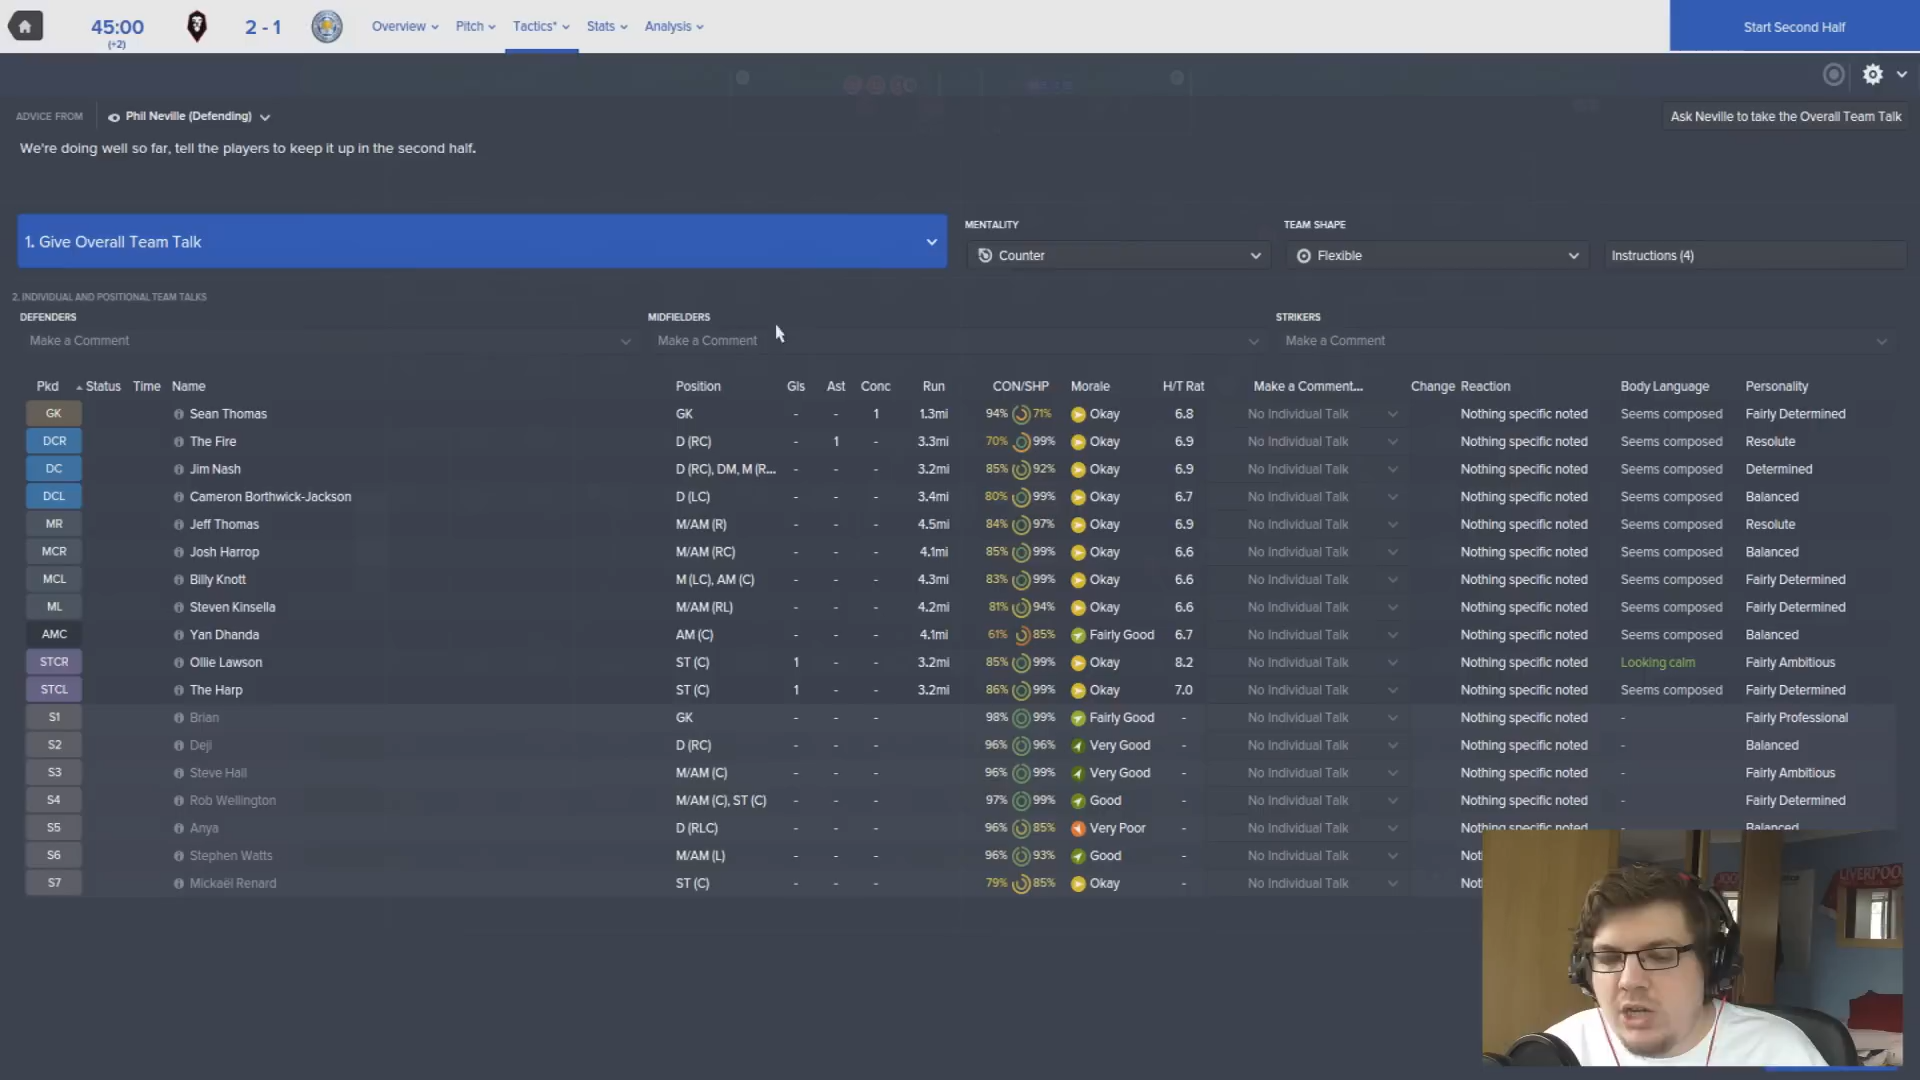 45:00
(+2)
2 - 1
Overview
Pitch
Tactics*
Stats
Analysis
Start Second Half
ADVICE FROM
Phil Neville (Defending)
Ask Neville to take the Overall Team Talk
We're doing well so far, tell the players to keep it up in the second half.
1. Give Overall Team Talk
MENTALITY
Counter
TEAM SHAPE
Flexible
Instructions (4)
2. INDIVIDUAL AND POSITIONAL TEAM TALKS
DEFENDERS
MIDFIELDERS
STRIKERS
Make a Comment
Make a Comment
Make a Comment
Pkd Status Time Name Position Gls Ast Conc Run CON/SHP Morale H/T Rat Make a Comment... Change Reaction Body Language Personality
GK Sean Thomas GK - - 1 1.3mi 94% 71% Okay 6.8 No Individual Talk Nothing specific noted Seems composed Fairly Determined
DCR The Fire D (RC) - 1 - 3.3mi 70% 99% Okay 6.9 No Individual Talk Nothing specific noted Seems composed Resolute
DC Jim Nash D (RC), DM, M (R... - - - 3.2mi 85% 92% Okay 6.9 No Individual Talk Nothing specific noted Seems composed Determined
DCL Cameron Borthwick-Jackson D (LC) - - - 3.4mi 80% 99% Okay 6.7 No Individual Talk Nothing specific noted Seems composed Balanced
MR Jeff Thomas M/AM (R) - - - 4.5mi 84% 97% Okay 6.9 No Individual Talk Nothing specific noted Seems composed Resolute
MCR Josh Harrop M/AM (RC) - - - 4.1mi 85% 99% Okay 6.6 No Individual Talk Nothing specific noted Seems composed Balanced
MCL Billy Knott M (LC), AM (C) - - - 4.3mi 83% 99% Okay 6.6 No Individual Talk Nothing specific noted Seems composed Fairly Determined
ML Steven Kinsella M/AM (RL) - - - 4.2mi 81% 94% Okay 6.6 No Individual Talk Nothing specific noted Seems composed Fairly Determined
AMC Yan Dhanda AM (C) - - - 4.1mi 61% 85% Fairly Good 6.7 No Individual Talk Nothing specific noted Seems composed Balanced
STCR Ollie Lawson ST (C) 1 - - 3.2mi 85% 99% Okay 8.2 No Individual Talk Nothing specific noted Looking calm Fairly Ambitious
STCL The Harp ST (C) 1 - - 3.2mi 86% 99% Okay 7.0 No Individual Talk Nothing specific noted Seems composed Fairly Determined
S1 Brian GK - - - 98% 99% Fairly Good - No Individual Talk Nothing specific noted - Fairly Professional
S2 Deji D (RC) - - - 96% 96% Very Good - No Individual Talk Nothing specific noted - Balanced
S3 Steve Hall M/AM (C) - - - 96% 99% Very Good - No Individual Talk Nothing specific noted - Fairly Ambitious
S4 Rob Wellington M/AM (C), ST (C) - - - 97% 99% Good - No Individual Talk Nothing specific noted - Fairly Determined
S5 Anya D (RLC) - - - 96% 85% Very Poor - No Individual Talk Nothing specific noted - Balanced
S6 Stephen Watts M/AM (L) - - - 96% 93% Good - No Individual Talk Not
S7 Mickaël Renard ST (C) - - - 79% 85% Okay - No Individual Talk Not
LIVERPOO